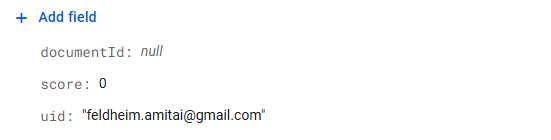 + Add field
documentId: null
score: 0
uid: "feldheim.amitai@gmail.com"